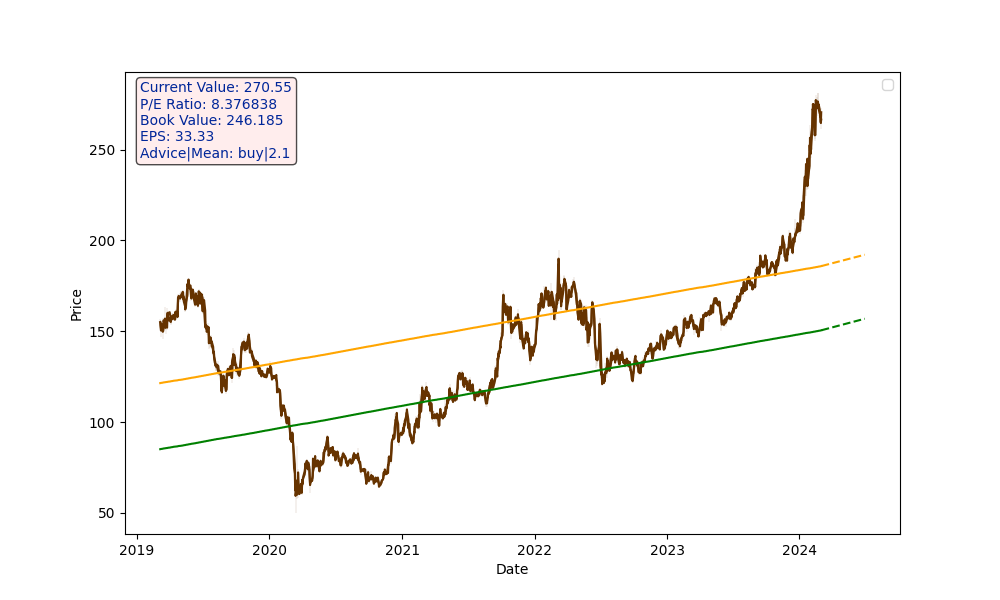 Current Value: 270.55
P/E Ratio: 8.376838
Book Value: 246.185
EPS: 33.33
Advice|Mean: buy|2.1
250
200
150
100
50
Price
2019 2020 2021 2022 2023 2024
Date